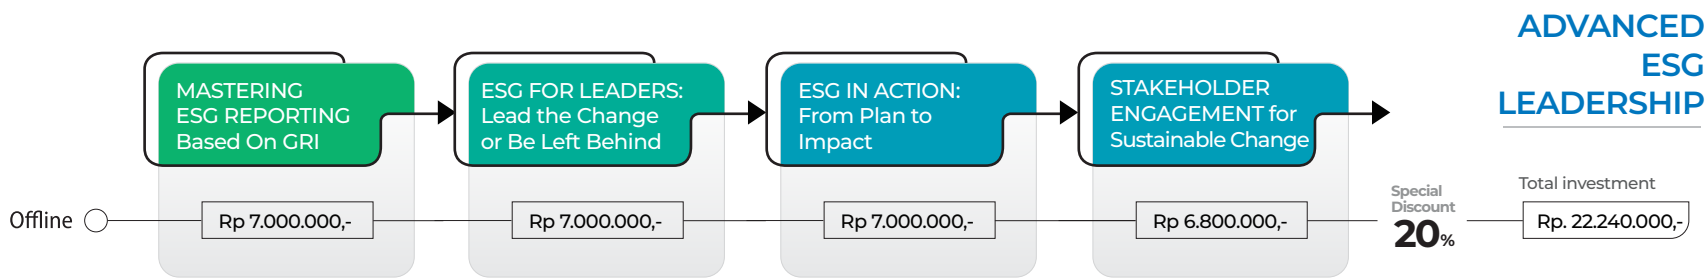 MASTERING
ESG REPORTING
Based On GRI
ESG FOR LEADERS:
Lead the Change
or Be Left Behind
ESG IN ACTION:
From Plan to
Impact
STAKEHOLDER
ENGAGEMENT for
Sustainable Change
ADVANCED
ESG
LEADERSHIP
Offline
Rp 7.000.000,-
Rp 7.000.000,-
Rp 7.000.000,-
Rp 6.800.000,-
Special
Discount
20%
Total investment
Rp. 22.240.000,-